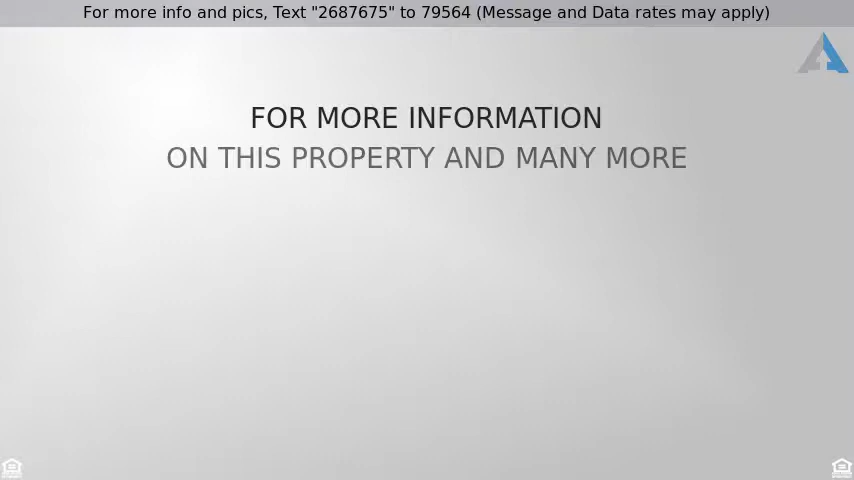 For more info and pics, Text "2687675" to 79564 (Message and Data rates may apply)
FOR MORE INFORMATION
ON THIS PROPERTY AND MANY MORE